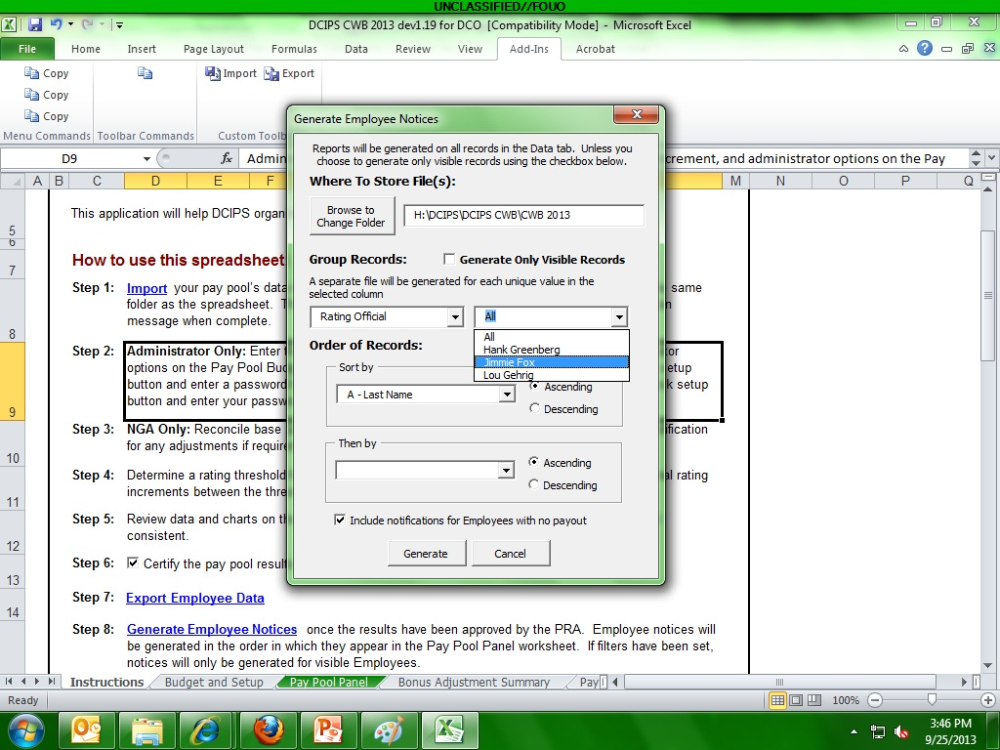 UNCLASSIFIED//FOUO
DCIPS CWB 2013 dev1.19 for DCO [Compatibility Mode] - Microsoft Excel
File Home Insert Page Layout Formulas Data Review View Add-Ins Acrobat
Copy Import Export
Copy
Copy
Menu Commands Toolbar Commands Custom Toolb
D9 fx Admin crement, and administrator options on the Pay
A B C D E F M N O P Q
Generate Employee Notices
Reports will be generated on all records in the Data tab. Unless you
choose to generate only visible records using the checkbox below.
Where To Store File(s):
Browse to
Change Folder
H:\DCIPS\DCIPS CWB\CWB 2013
Group Records: Generate Only Visible Records
A separate file will be generated for each unique value in the
selected column
Rating Official All
All
Hank Greenberg
Jimmie Fox
Lou Gehrig
Order of Records:
Sort by
A - Last Name
Ascending
Descending
Then by
Ascending
Descending
Include notifications for Employees with no payout
Generate Cancel
5
6
7
8
9
10
11
12
13
14
This application will help DCIPS organ
How to use this spreadsheet
Step 1: Import your pay pool's data same
folder as the spreadsheet. T n
message when complete.
Step 2: Administrator Only: Enter t or
options on the Pay Pool Bud etup
button and enter a password k setup
button and enter your passw
Step 3: NGA Only: Reconcile base ification
for any adjustments if require
Step 4: Determine a rating threshold al rating
increments between the thre
Step 5: Review data and charts on th
consistent.
Step 6: Certify the pay pool result
Step 7: Export Employee Data
Step 8: Generate Employee Notices once the results have been approved by the PRA. Employee notices will
be generated in the order in which they appear in the Pay Pool Panel worksheet. If filters have been set,
notices will only be generated for visible Employees.
Instructions Budget and Setup Pay Pool Panel Bonus Adjustment Summary Pay
Ready 100%
3:46 PM
9/25/2013